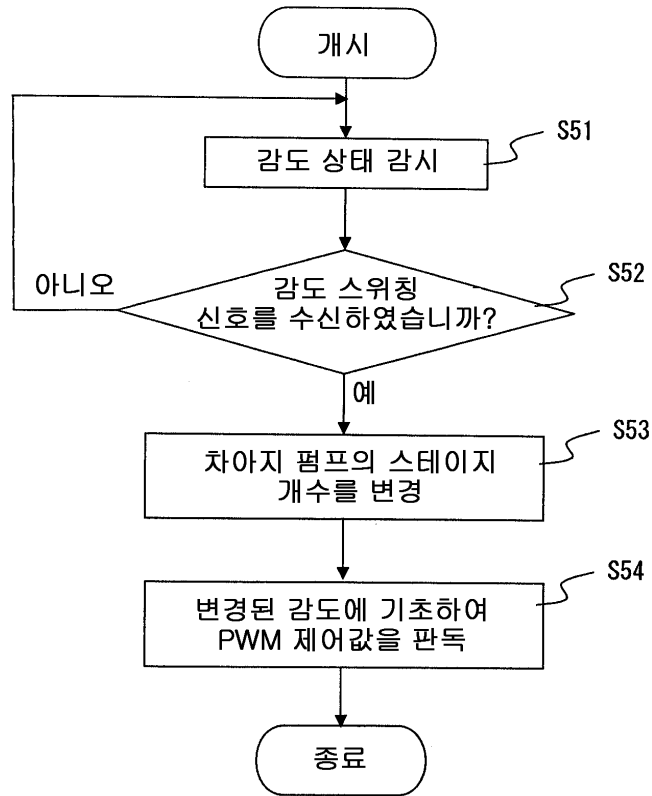 개시
감도 상태 감시
S51
감도 스위칭
신호를 수신하였습니까?
S52
아니오
예
차아지 펌프의 스테이지
개수를 변경
S53
변경된 감도에 기초하여
PWM 제어값을 판독
S54
종료